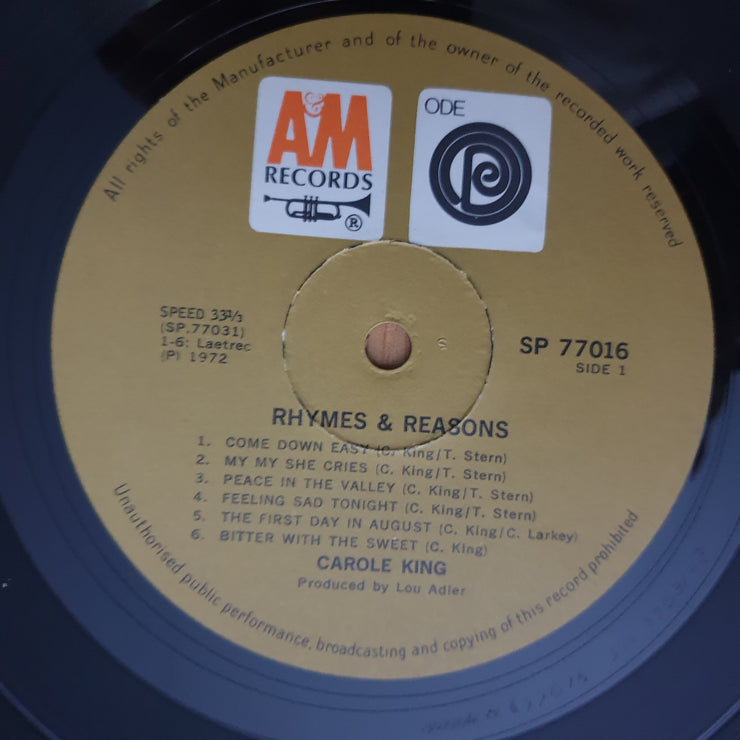 All rights of the Manufacturer and of the owner of the recorded work reserved
A&M
RECORDS
®
ODE
SPEED 33⅓
(SP.77031)
1-6: Laetrec
(P) 1972
SP 77016
SIDE 1
RHYMES & REASONS
1. COME DOWN EASY (C. King/T. Stern)
2. MY MY SHE CRIES (C. King/T. Stern)
3. PEACE IN THE VALLEY (C. King/T. Stern)
4. FEELING SAD TONIGHT (C. King/T. Stern)
5. THE FIRST DAY IN AUGUST (C. King/C. Larkey)
6. BITTER WITH THE SWEET (C. King)
CAROLE KING
Produced by Lou Adler
Unauthorised public performance, broadcasting and copying of this record prohibited